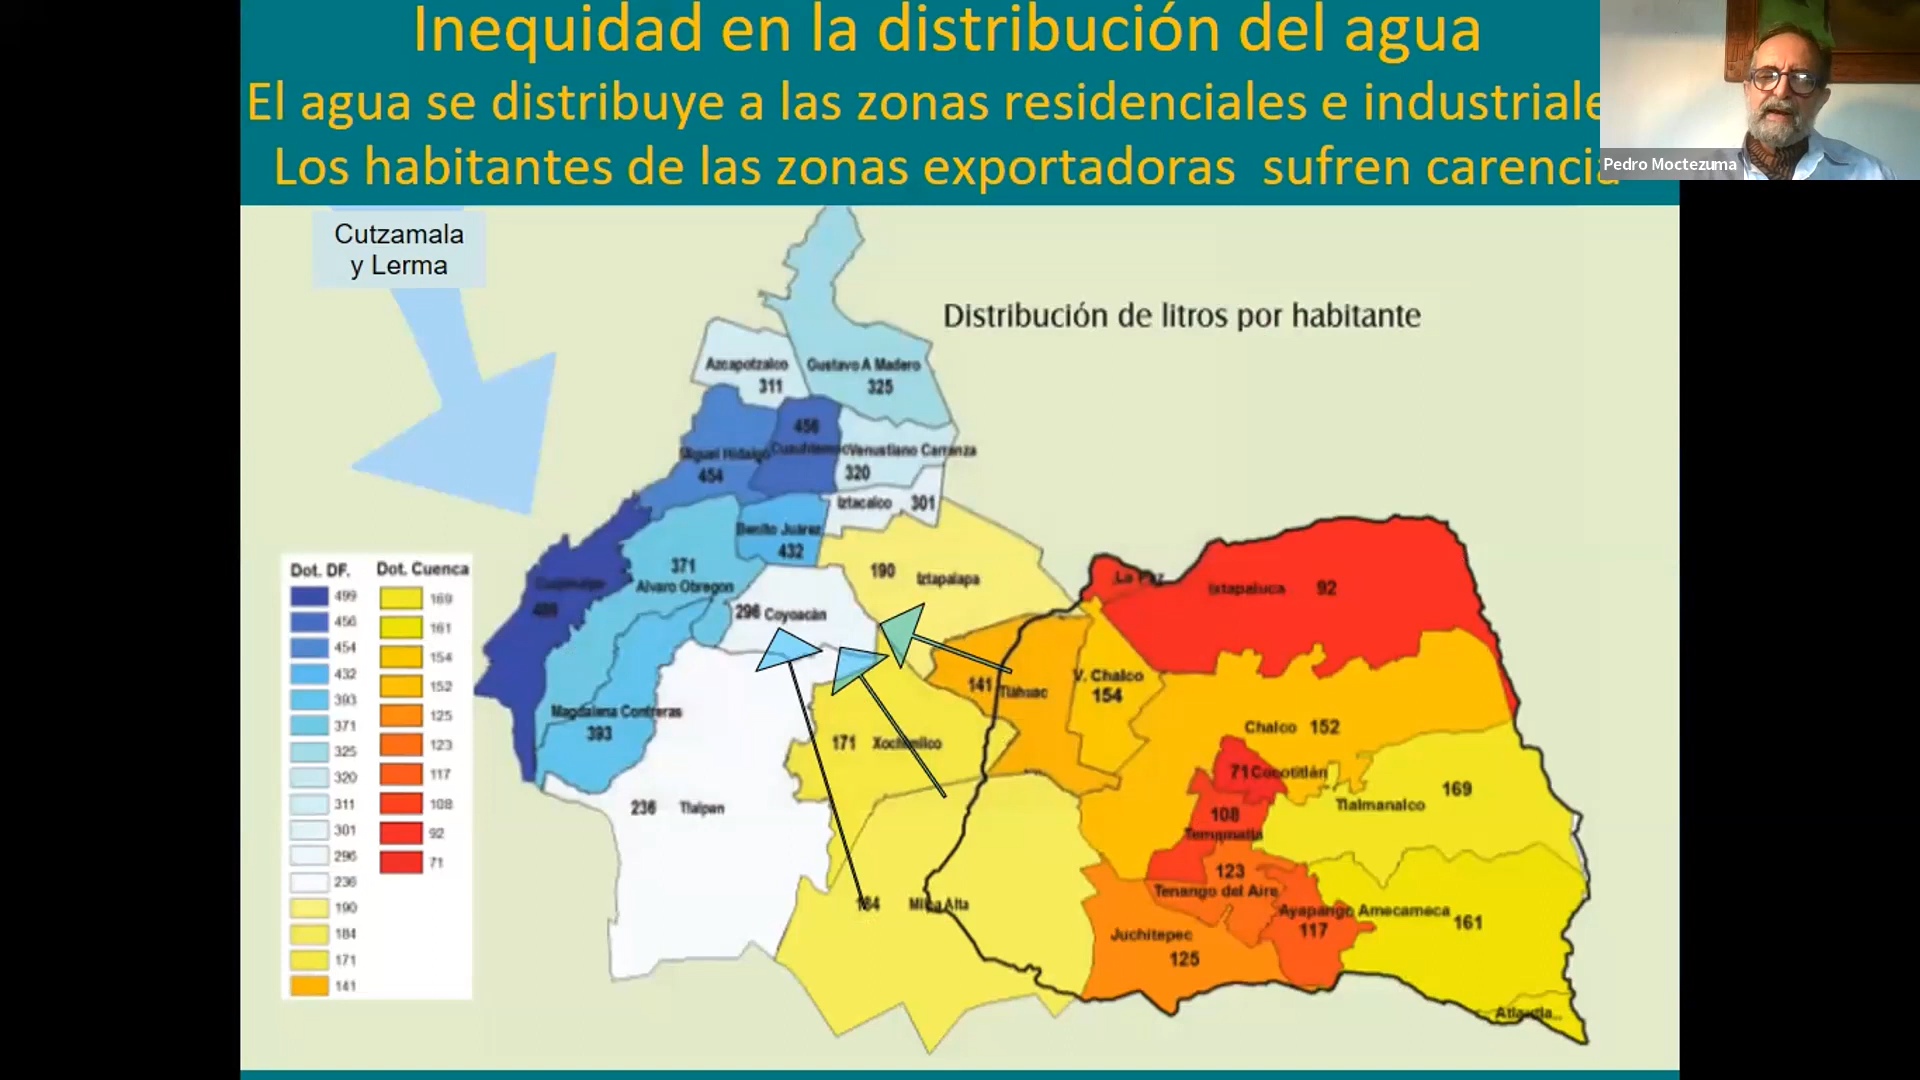 Inequidad en la distribución del agua
El agua se distribuye a las zonas residenciales e industriale
Los habitantes de las zonas exportadoras sufren carencia
Pedro Moctezuma
Cutzamala
y Lerma
Distribución de litros por habitante
Azcapotzalco
311
Gustavo A Madero
325
456
Cuauhtemoc
Miguel Hidalgo
454
Venustiano Carranza
320
Iztacalco 301
Benito Juárez
432
371
Alvaro Obregon
190 Iztapalapa
296 Coyoacán
Magdalena Contreras
393
236 Tlalpan
171 Xochimilco
141 Tláhuac
V. Chalco
154
184 Milpa Alta
La Paz
Ixtapaluca 92
Chalco 152
71 Cocotitlán
108
Temamatla
Tlalmanalco 169
123
Tenango del Aire
Ayapango
117
Amecameca
161
Juchitepec
125
Dot. DF.
499
456
454
432
393
371
325
320
311
301
296
236
190
184
171
141
Dot. Cuenca
169
161
154
152
125
123
117
108
92
71